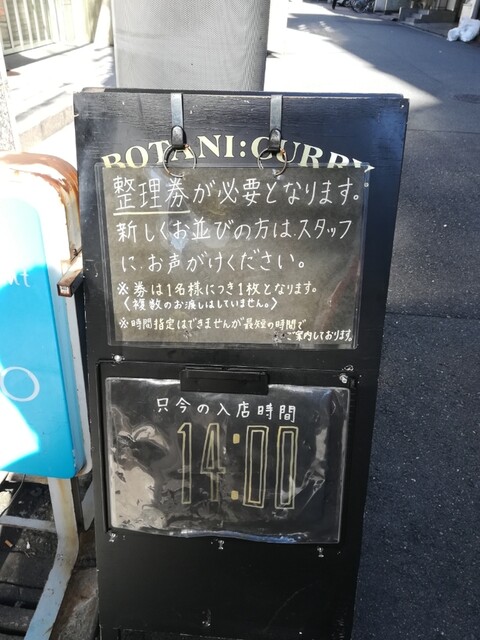 BOTANI:CURRY
整理券が必要となります。
新しくお並びの方は、スタッフ
に、お声がけください。
※券は1名様につき1枚となります。
〈複数のお渡しはしていません。〉
※時間指定はできませんが最短の時間で
ご案内しております。
只今の入店時間
14:00